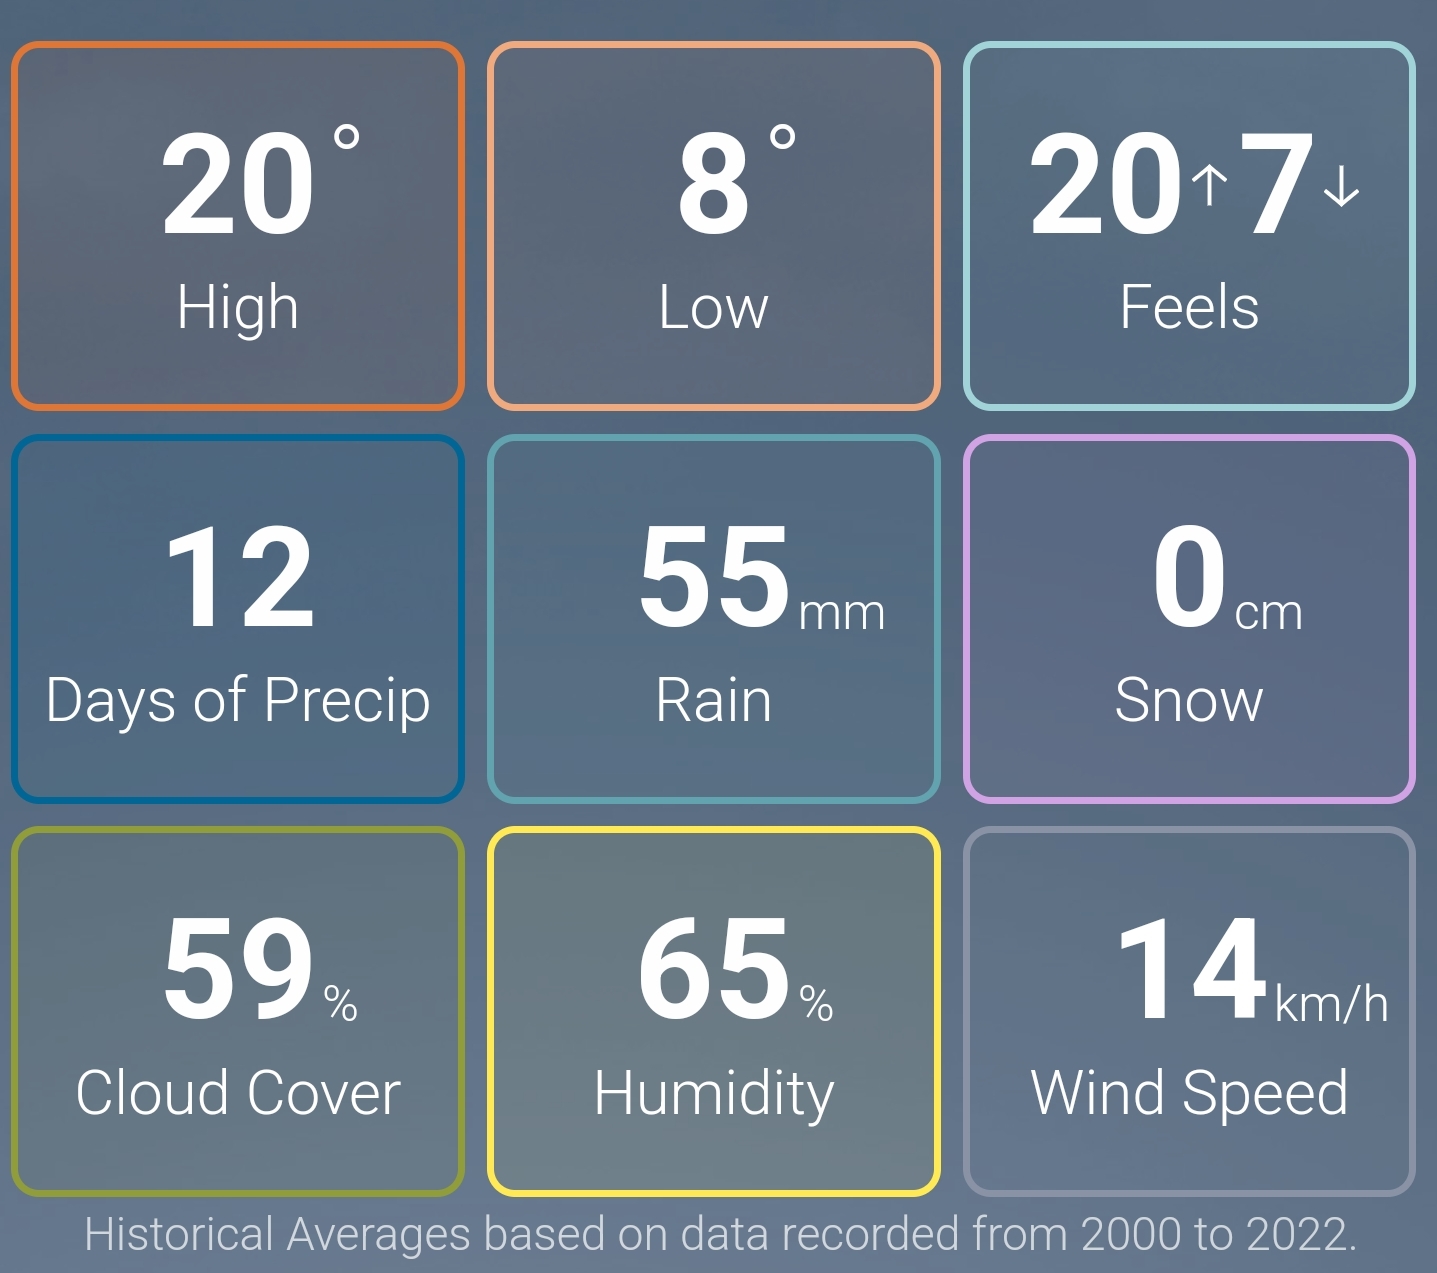 20°
High
8°
Low
20↑7↓
Feels
12
Days of Precip
55mm
Rain
0cm
Snow
59%
Cloud Cover
65%
Humidity
14km/h
Wind Speed
Historical Averages based on data recorded from 2000 to 2022.